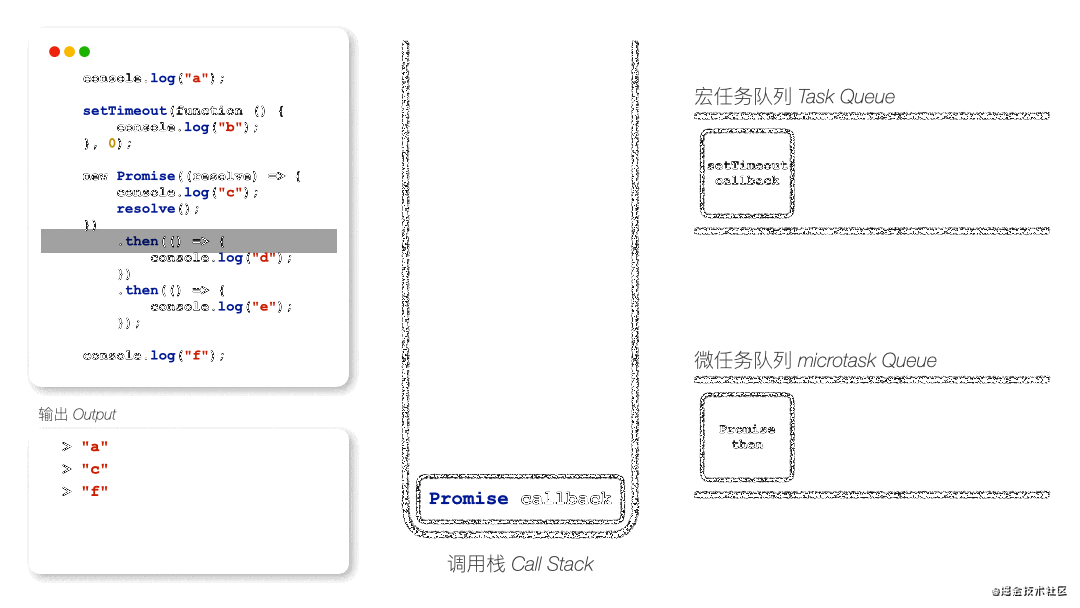 console.log("a");
setTimeout(function () {
console.log("b");
}, 0);
new Promise((resolve) => {
console.log("c");
resolve();
})
.then(() => {
console.log("d");
})
.then(() => {
console.log("e");
});
console.log("f");
输出 Output
> "a"
> "c"
> "f"
Promise callback
调用栈 Call Stack
宏任务队列 Task Queue
setTimeout
callback
微任务队列 microtask Queue
Promise
then
@掘金技术社区